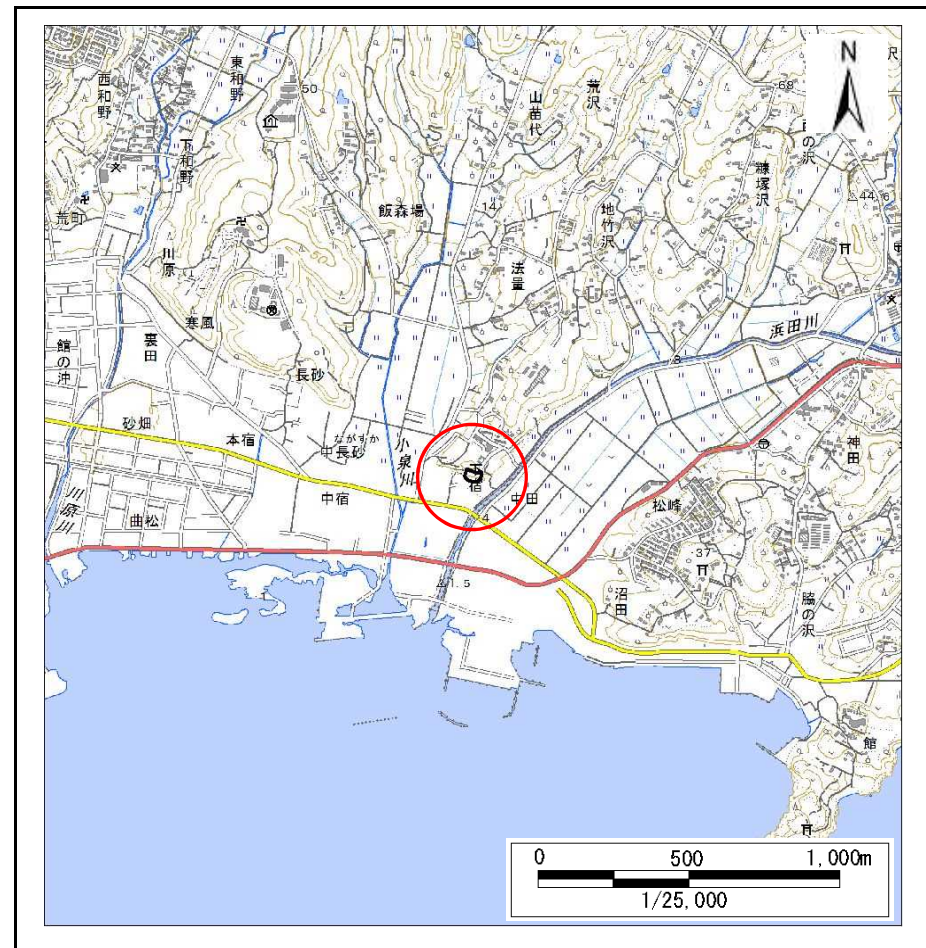 N
沢
西和野
東和野
50
下和野
荒町
川原
寒風
裏田
館の沖
砂畑
本宿
長砂
ながすか
中長砂
中宿
曲松
川原川
小泉川
飯森場
14
山苗代
荒沢
68
の沢
糠塚沢
44.6
地竹沢
法量
浜田川
8
下宿
4
中田
神田
松峰
37
沼田
脇の沢
1.5
館
0 500 1,000m
1/25,000